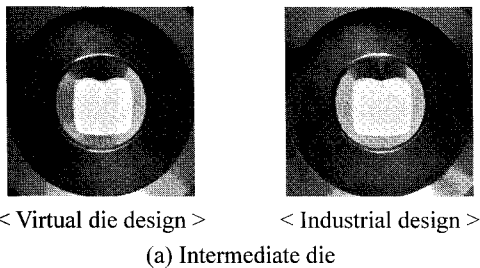 < Virtual die design >
< Industrial design >
(a) Intermediate die